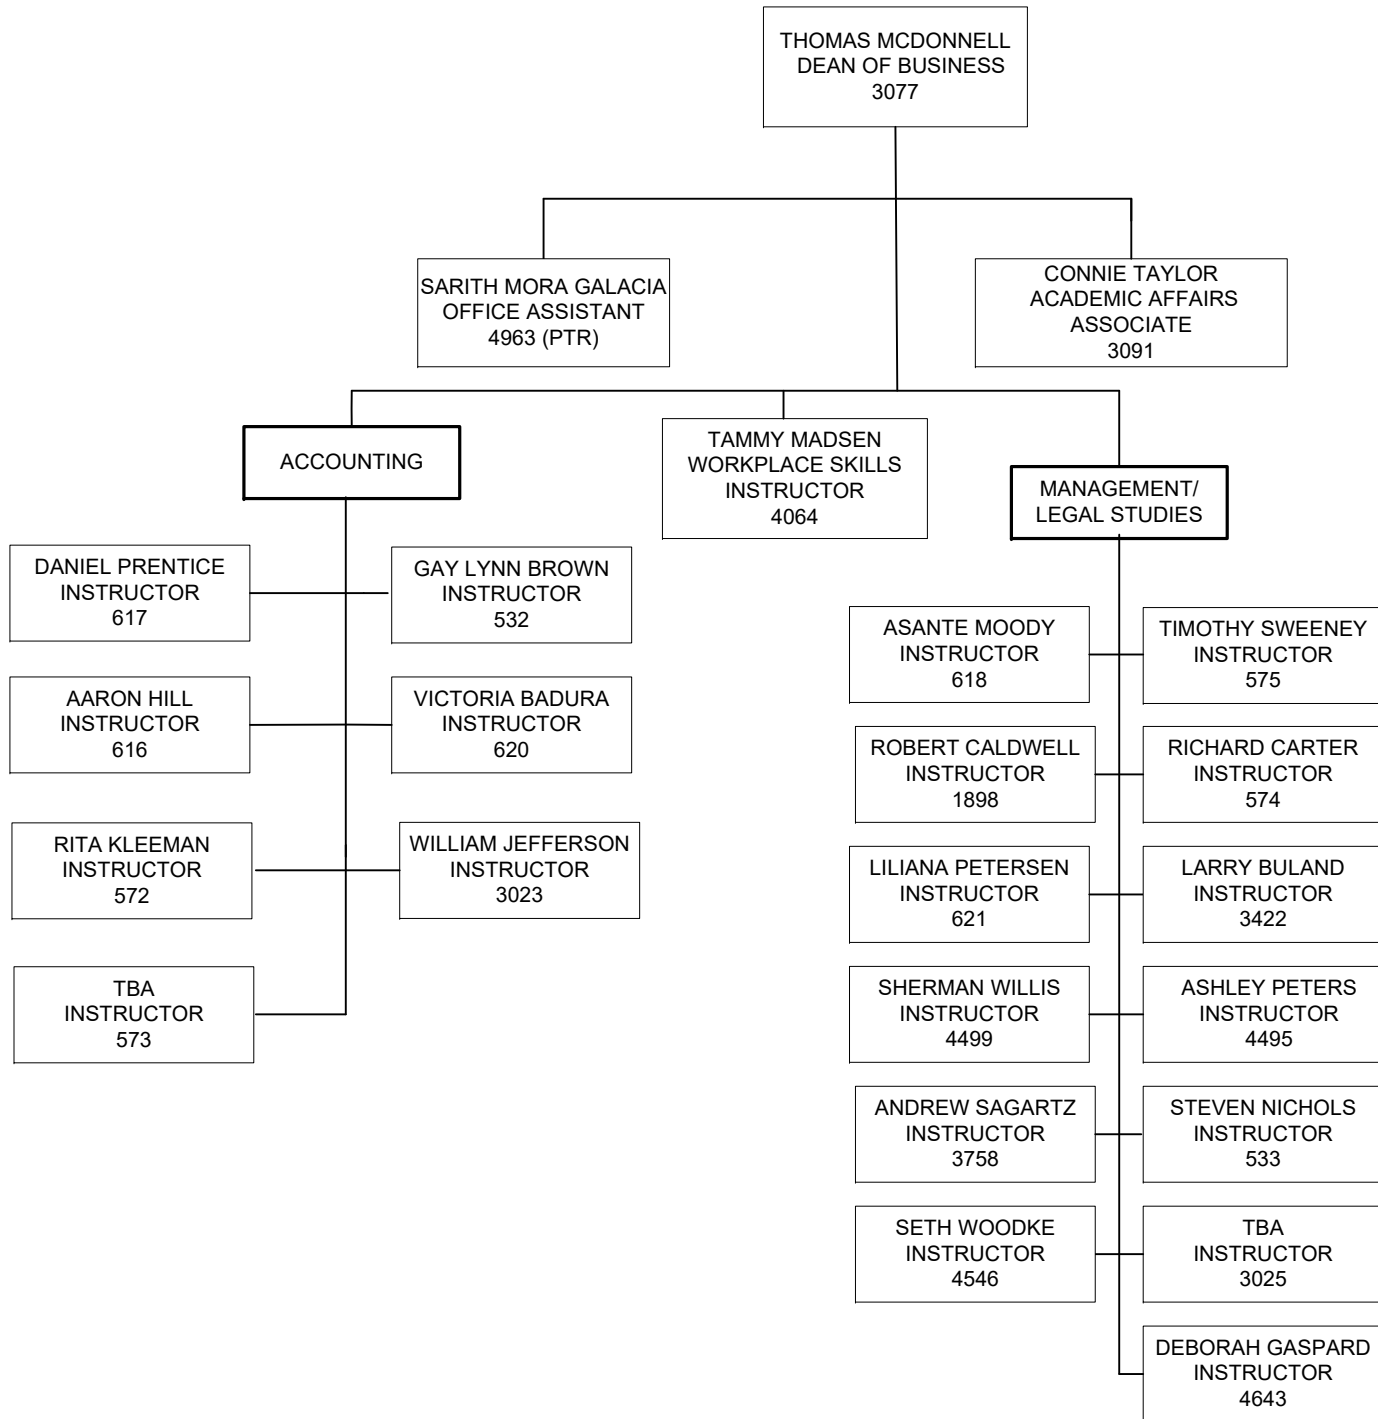 THOMAS MCDONNELL
DEAN OF BUSINESS
3077
SARITH MORA GALACIA
OFFICE ASSISTANT
4963 (PTR)
CONNIE TAYLOR
ACADEMIC AFFAIRS
ASSOCIATE
3091
ACCOUNTING
TAMMY MADSEN
WORKPLACE SKILLS
INSTRUCTOR
4064
MANAGEMENT/
LEGAL STUDIES
DANIEL PRENTICE
INSTRUCTOR
617
GAY LYNN BROWN
INSTRUCTOR
532
AARON HILL
INSTRUCTOR
616
VICTORIA BADURA
INSTRUCTOR
620
RITA KLEEMAN
INSTRUCTOR
572
WILLIAM JEFFERSON
INSTRUCTOR
3023
TBA
INSTRUCTOR
573
ASANTE MOODY
INSTRUCTOR
618
TIMOTHY SWEENEY
INSTRUCTOR
575
ROBERT CALDWELL
INSTRUCTOR
1898
RICHARD CARTER
INSTRUCTOR
574
LILIANA PETERSEN
INSTRUCTOR
621
LARRY BULAND
INSTRUCTOR
3422
SHERMAN WILLIS
INSTRUCTOR
4499
ASHLEY PETERS
INSTRUCTOR
4495
ANDREW SAGARTZ
INSTRUCTOR
3758
STEVEN NICHOLS
INSTRUCTOR
533
SETH WOODKE
INSTRUCTOR
4546
TBA
INSTRUCTOR
3025
DEBORAH GASPARD
INSTRUCTOR
4643